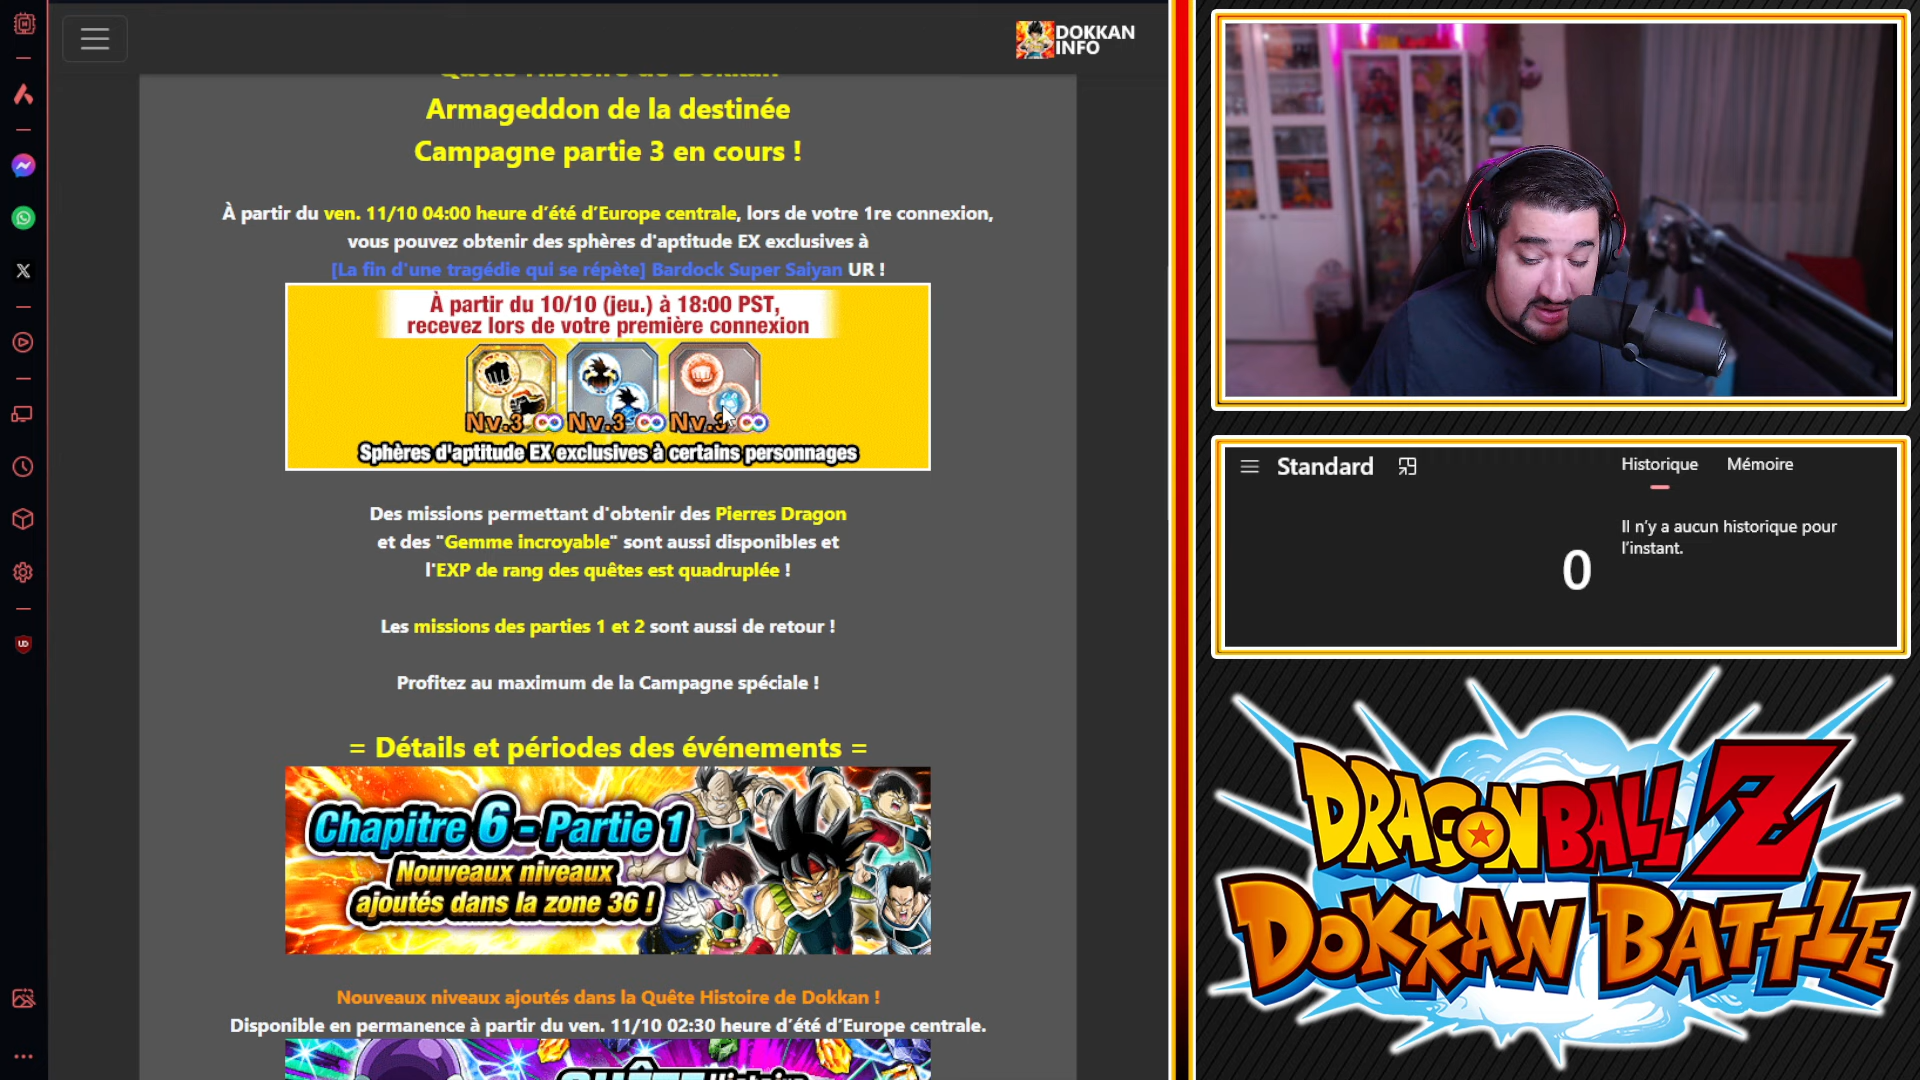 DOKKAN
INFO
Quête Histoire de Dokkan
Armageddon de la destinée
Campagne partie 3 en cours !
À partir du ven. 11/10 04:00 heure d'été d'Europe centrale, lors de votre 1re connexion,
vous pouvez obtenir des sphères d'aptitude EX exclusives à
[La fin d'une tragédie qui se répète] Bardock Super Saiyan UR !
À partir du 10/10 (jeu.) à 18:00 PST,
recevez lors de votre première connexion
Nv.3 Nv.3 Nv.3
Sphères d'aptitude EX exclusives à certains personnages
Des missions permettant d'obtenir des Pierres Dragon
et des "Gemme incroyable" sont aussi disponibles et
l'EXP de rang des quêtes est quadruplée !
Les missions des parties 1 et 2 sont aussi de retour !
Profitez au maximum de la Campagne spéciale !
= Détails et périodes des événements =
Chapitre 6 - Partie 1
Nouveaux niveaux
ajoutés dans la zone 36 !
Nouveaux niveaux ajoutés dans la Quête Histoire de Dokkan !
Disponible en permanence à partir du ven. 11/10 02:30 heure d'été d'Europe centrale.
QUÊTE Histoire
Standard
Historique Mémoire
Il n'y a aucun historique pour
l'instant.
0
DRAGON BALL Z
DOKKAN BATTLE